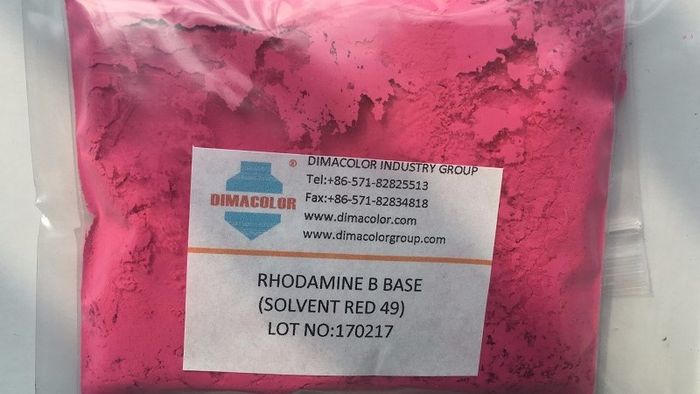 DIMACOLOR INDUSTRY GROUP
Tel:+86-571-82825513
Fax:+86-571-82834818
www.dimacolor.com
www.dimacolorgroup.com
®
DIMACOLOR
RHODAMINE B BASE
(SOLVENT RED 49)
LOT NO:170217